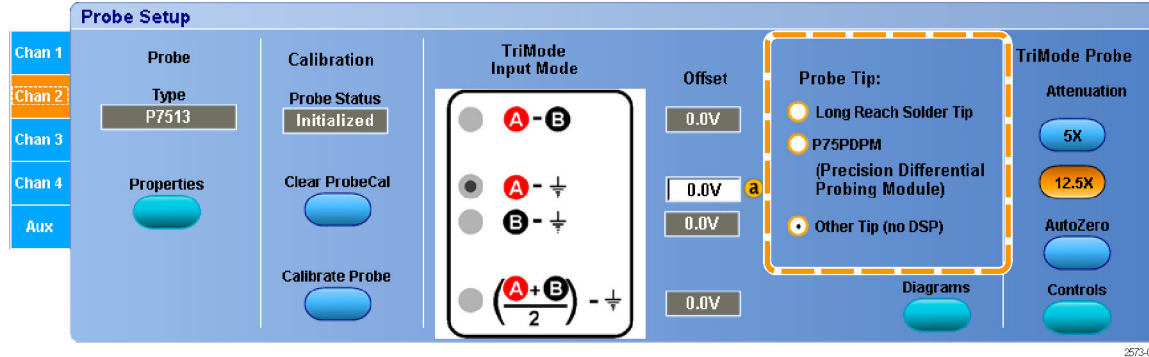 Probe Setup
Chan 1
Chan 2
Chan 3
Chan 4
Aux
Probe
Type
P7513
Properties
Calibration
Probe Status
Initialized
Clear ProbeCal
Calibrate Probe
TriMode
Input Mode
A - B
A -
B -
(A+B
2) -
Offset
0.0V
0.0V
a
0.0V
0.0V
Probe Tip:
Long Reach Solder Tip
P75PDPM
(Precision Differential
Probing Module)
Other Tip (no DSP)
Diagrams
TriMode Probe
Attenuation
5X
12.5X
AutoZero
Controls